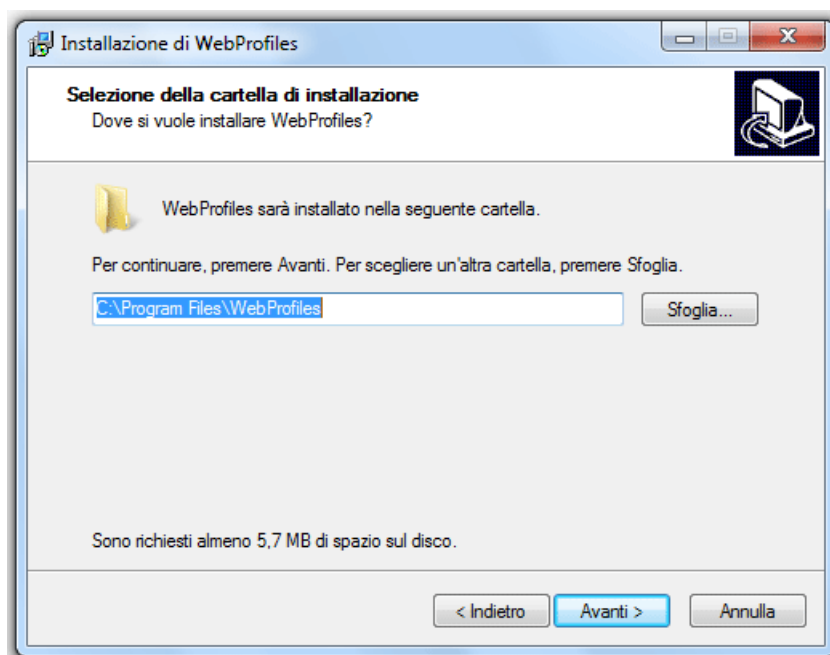 Installazione di WebProfiles
Selezione della cartella di installazione
Dove si vuole installare WebProfiles?
WebProfiles sarà installato nella seguente cartella.
Per continuare, premere Avanti. Per scegliere un'altra cartella, premere Sfoglia.
C:\Program Files\WebProfiles
Sfoglia...
Sono richiesti almeno 5,7 MB di spazio sul disco.
< Indietro
Avanti >
Annulla